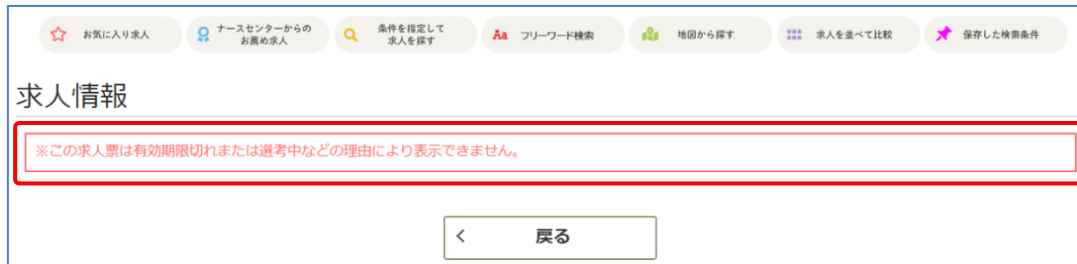 お気に入り求人
ナースセンターからの
お薦め求人
条件を指定して
求人を探す
Aa フリーワード検索
地図から探す
求人を並べて比較
保存した検索条件
求人情報
※この求人票は有効期限切れまたは選考中などの理由により表示できません。
< 戻る